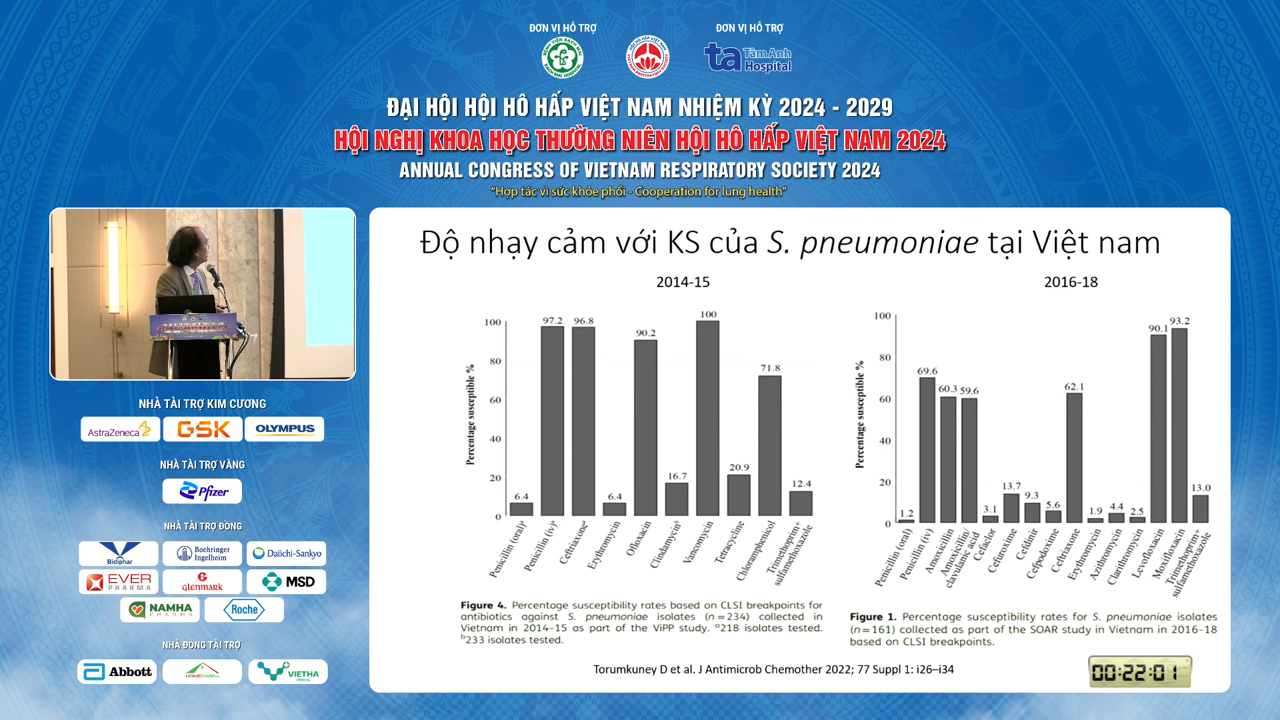 ĐƠN VỊ HỖ TRỢ
ĐƠN VỊ HỖ TRỢ
ta TâmAnh Hospital
ĐẠI HỘI HỘI HÔ HẤP VIỆT NAM NHIỆM KỲ 2024 - 2029
HỘI NGHỊ KHOA HỌC THƯỜNG NIÊN HỘI HÔ HẤP VIỆT NAM 2024
ANNUAL CONGRESS OF VIETNAM RESPIRATORY SOCIETY 2024
"Hợp tác vì sức khỏe phổi - Cooperation for lung health"
NHÀ TÀI TRỢ KIM CƯƠNG
AstraZeneca GSK OLYMPUS
NHÀ TÀI TRỢ VÀNG
Pfizer
NHÀ TÀI TRỢ ĐỒNG
Bidiphar Boehringer Ingelheim Daiichi-Sankyo
EVER PHARMA GLENMARK MSD
NAMHA PHARMA Roche
NHÀ ĐỒNG TÀI TRỢ
Abbott VIETHA
Độ nhạy cảm với KS của S. pneumoniae tại Việt nam
2014-15
Percentage susceptible %
100
80
60
40
20
0
6.4
97.2
96.8
6.4
90.2
16.7
100
20.9
71.8
12.4
Penicillin (oral)ᵃ
Penicillin (iv)ᵃ
Ceftriaxoneᵃ
Erythromycin
Ofloxacin
Clindamycinᵇ
Vancomycin
Tetracycline
Chloramphenicol
Trimethoprim+
sulfamethoxazole
Figure 4. Percentage susceptibility rates based on CLSI breakpoints for
antibiotics against S. pneumoniae isolates (n=234) collected in
Vietnam in 2014–15 as part of the ViPP study. ᵃ218 isolates tested.
ᵇ233 isolates tested.
2016-18
Percentage susceptible %
100
80
60
40
20
0
1.2
69.6
60.3
59.6
3.1
13.7
9.3
5.6
62.1
1.9
4.4
2.5
90.1
93.2
13.0
Penicillin (oral)
Penicillin (iv)
Amoxicillin
Amoxicillin/
clavulanic acid
Cefaclor
Cefuroxime
Cefdinir
Cefpodoxime
Ceftriaxone
Erythromycin
Azithromycin
Clarithromycin
Levofloxacin
Moxifloxacin
Trimethoprim+
sulfamethoxazole
Figure 1. Percentage susceptibility rates for S. pneumoniae isolates
(n=161) collected as part of the SOAR study in Vietnam in 2016–18
based on CLSI breakpoints.
Torumkuney D et al. J Antimicrob Chemother 2022; 77 Suppl 1: i26–i34
00:22:01